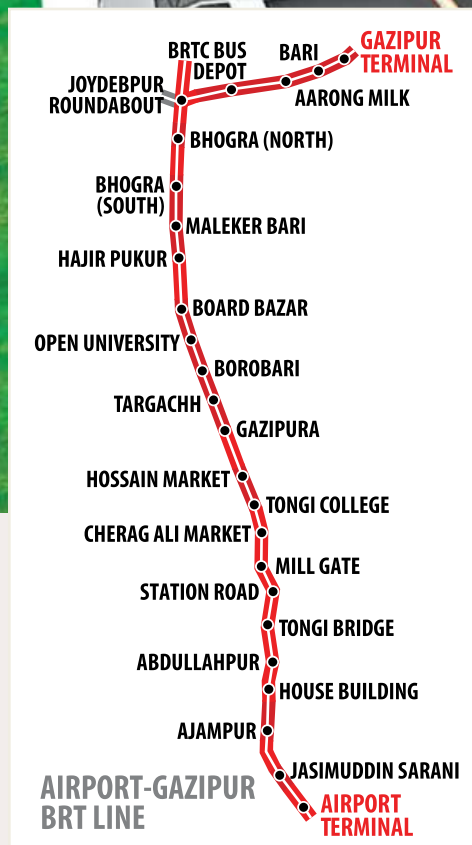 BRTC BUS
DEPOT
BARI
GAZIPUR
TERMINAL
JOYDEBPUR
ROUNDABOUT
AARONG MILK
BHOGRA (NORTH)
BHOGRA
(SOUTH)
MALEKER BARI
HAJIR PUKUR
BOARD BAZAR
OPEN UNIVERSITY
BOROBARI
TARGACHH
GAZIPURA
HOSSAIN MARKET
TONGI COLLEGE
CHERAG ALI MARKET
MILL GATE
STATION ROAD
TONGI BRIDGE
ABDULLAHPUR
HOUSE BUILDING
AJAMPUR
JASIMUDDIN SARANI
AIRPORT-GAZIPUR
BRT LINE
AIRPORT
TERMINAL